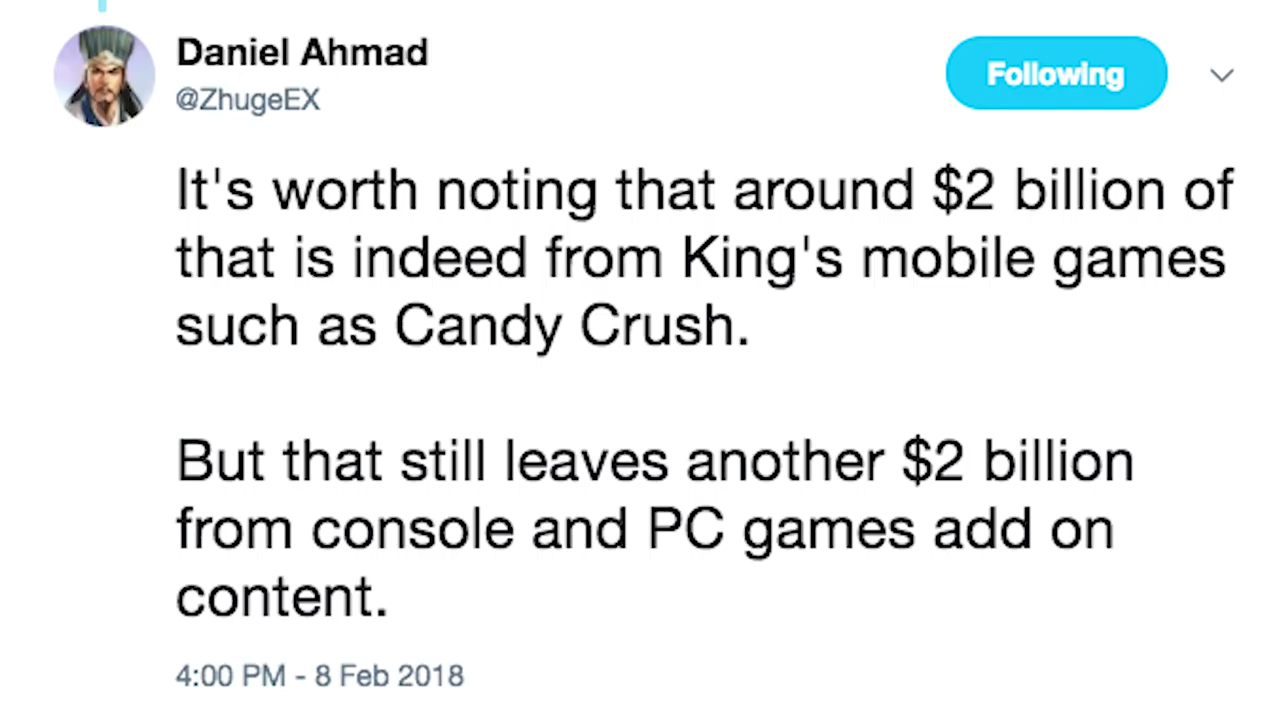 Daniel Ahmad
@ZhugeEX
Following
It's worth noting that around $2 billion of
that is indeed from King's mobile games
such as Candy Crush.
But that still leaves another $2 billion
from console and PC games add on
content.
4:00 PM - 8 Feb 2018